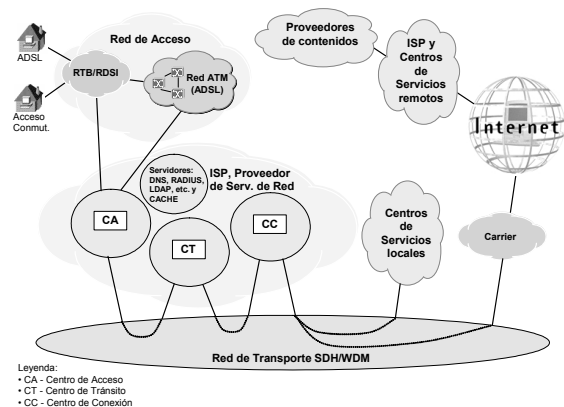 Red de Acceso
ADSL
RTB/RDSI
Red ATM
(ADSL)
Acceso
Conmut.
Proveedores
de contenidos
ISP y
Centros
de
Servicios
remotos
Internet
Servidores:
DNS, RADIUS,
LDAP, etc. y
CACHE
ISP, Proveedor
de Serv. de Red
CA
CT
CC
Centros
de
Servicios
locales
Carrier
Red de Transporte SDH/WDM
Leyenda:
• CA - Centro de Acceso
• CT - Centro de Tránsito
• CC - Centro de Conexión